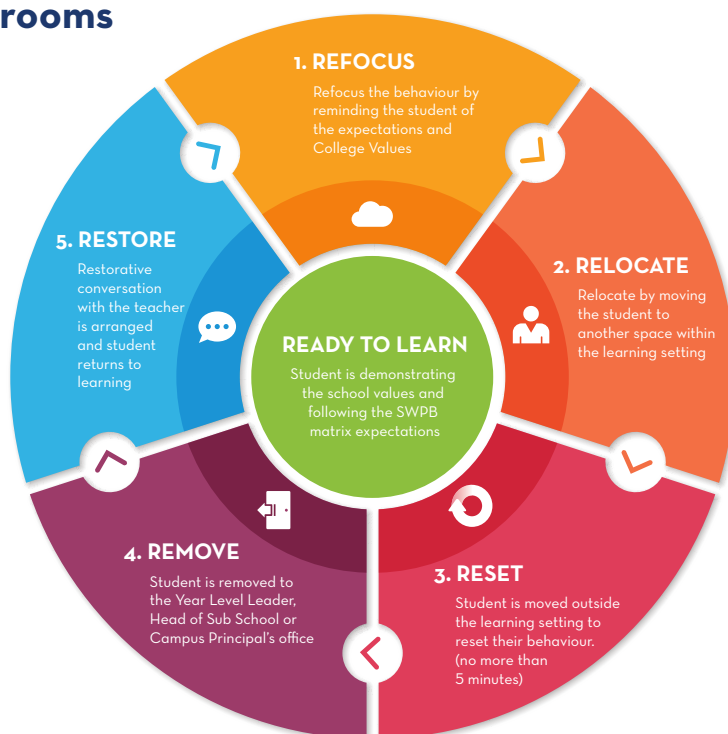 rooms
1. REFOCUS
Refocus the behaviour by
reminding the student of
the expectations and
College Values
2. RELOCATE
Relocate by moving
the student to
another space within
the learning setting
3. RESET
Student is moved outside
the learning setting to
reset their behaviour.
(no more than
5 minutes)
4. REMOVE
Student is removed to
the Year Level Leader,
Head of Sub School or
Campus Principal's office
5. RESTORE
Restorative
conversation
with the teacher
is arranged
and student
returns to
learning
READY TO LEARN
Student is demonstrating
the school values and
following the SWPB
matrix expectations